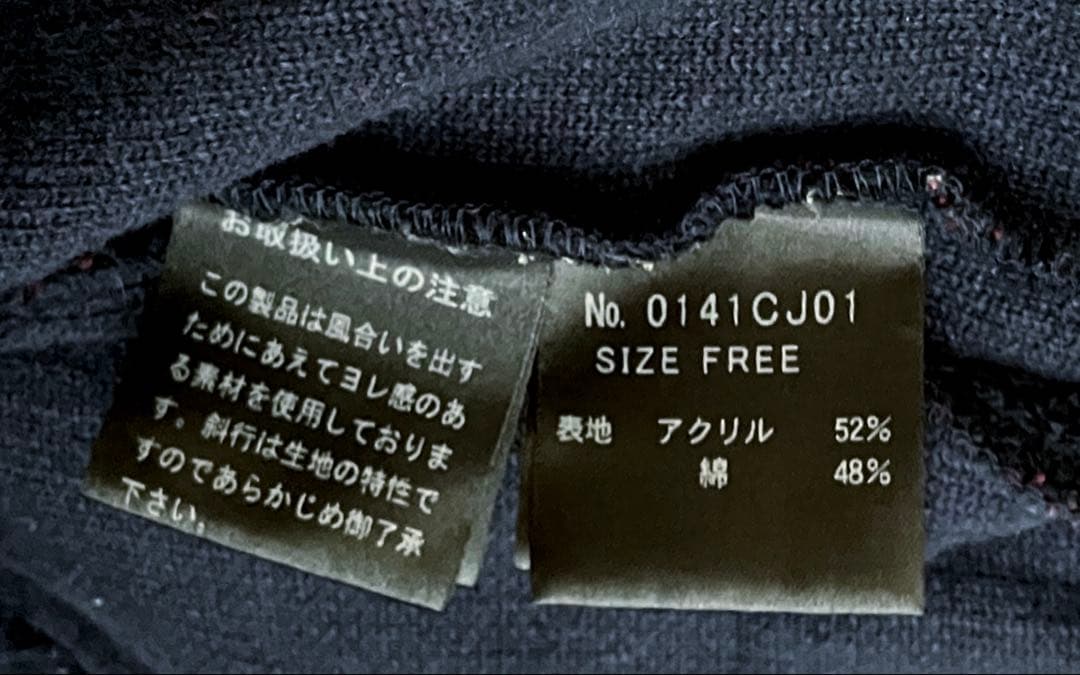 お取扱い上の注意
この製品は風合いを出す
ためにあえてヨレ感のあ
る素材を使用しておりま
す。斜行は生地の特性で
すのであらかじめ御了承
下さい。
No. 0141CJ01
SIZE FREE
表地 アクリル 52%
綿 48%